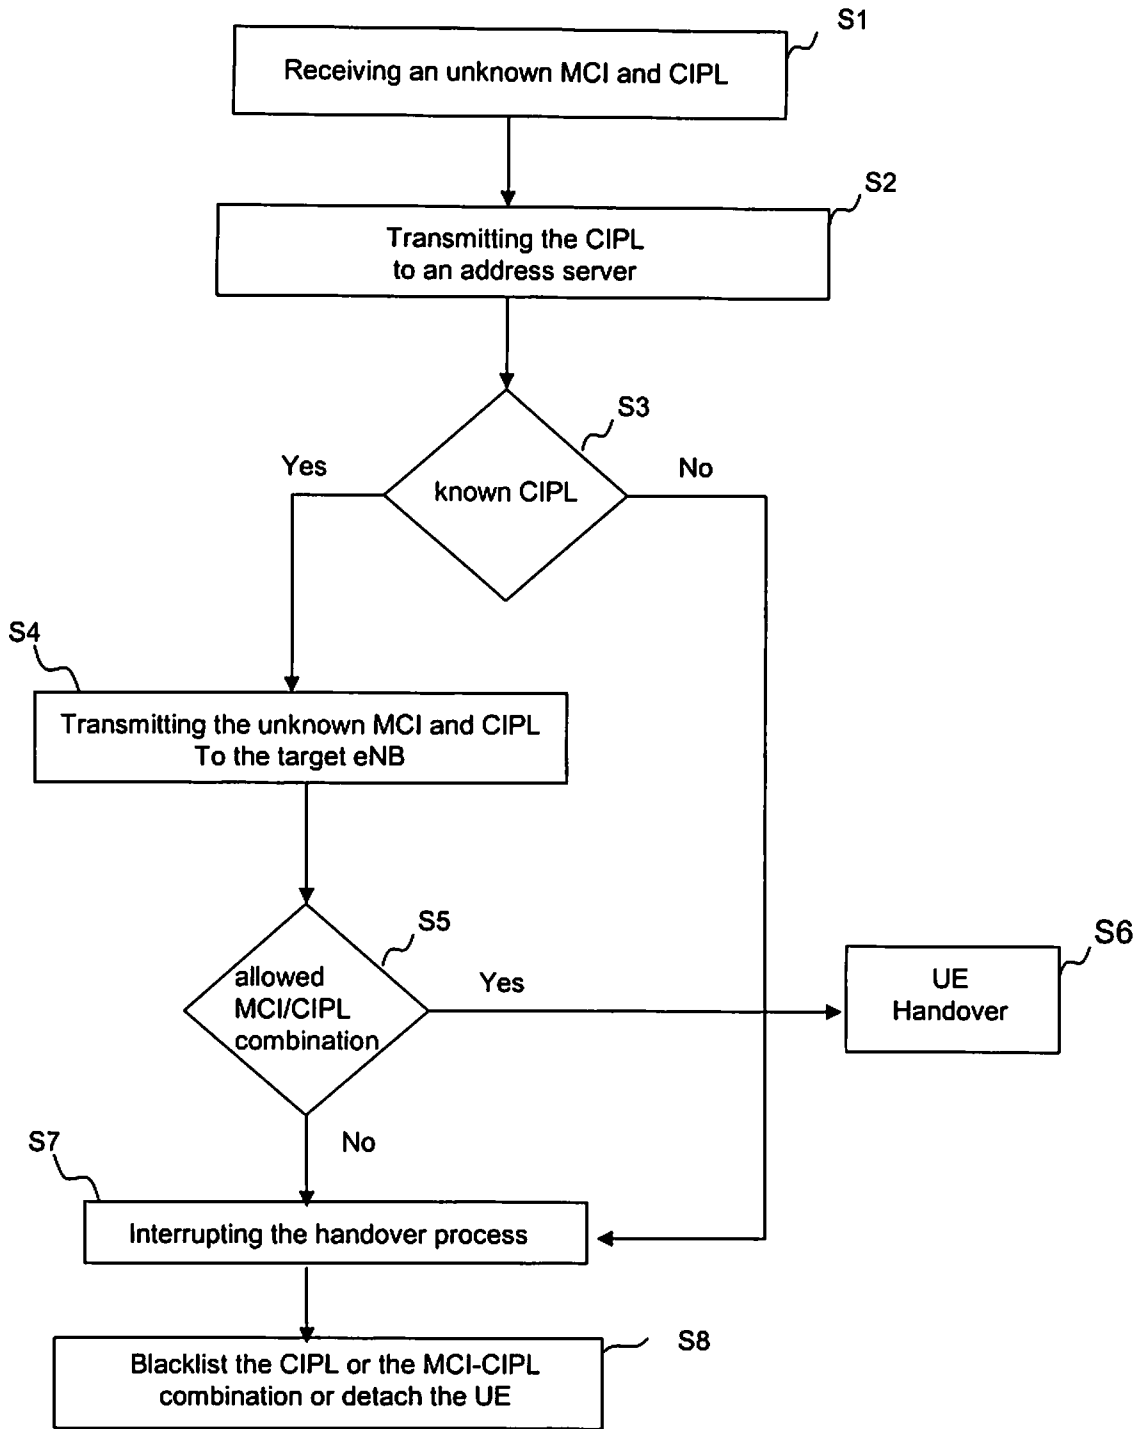 S1
Receiving an unknown MCI and CIPL
S2
Transmitting the CIPL
to an address server
S3
Yes
No
known CIPL
S4
Transmitting the unknown MCI and CIPL
To the target eNB
S5
allowed
MCI/CIPL
combination
Yes
S6
UE
Handover
No
S7
Interrupting the handover process
S8
Blacklist the CIPL or the MCI-CIPL
combination or detach the UE